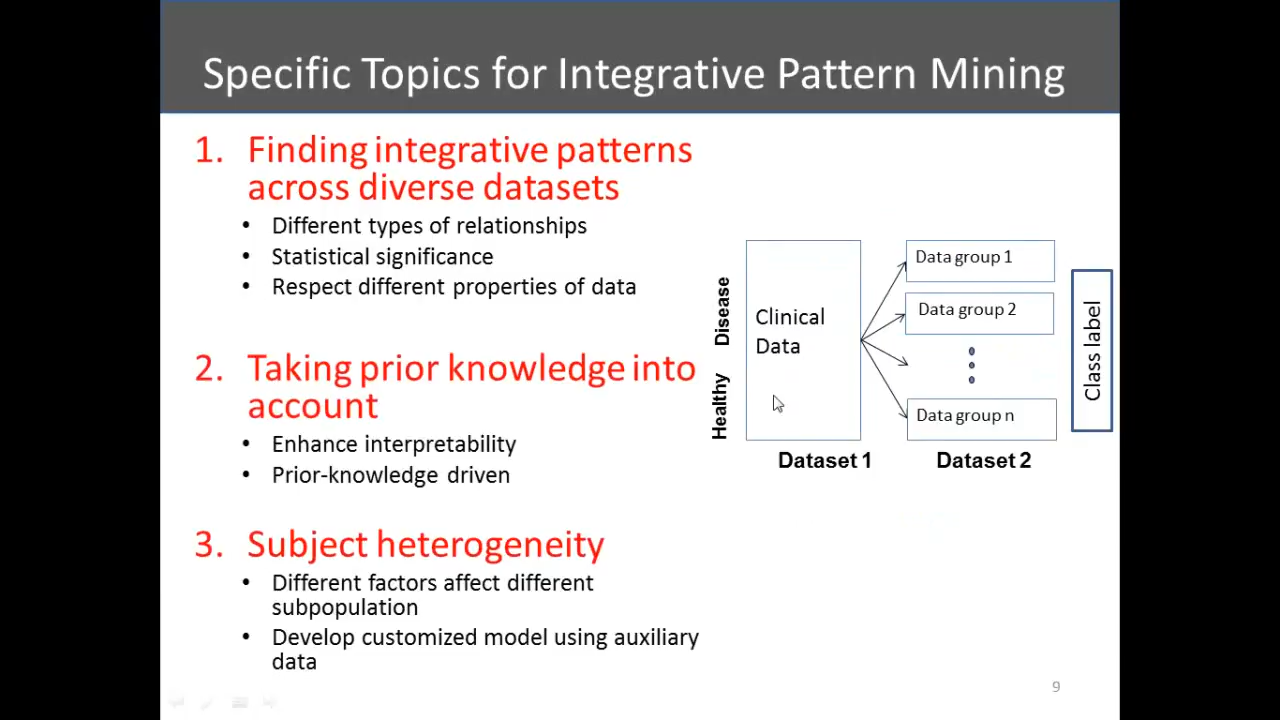 Specific Topics for Integrative Pattern Mining
1. Finding integrative patterns
across diverse datasets
• Different types of relationships
• Statistical significance
• Respect different properties of data
2. Taking prior knowledge into
account
• Enhance interpretability
• Prior-knowledge driven
3. Subject heterogeneity
• Different factors affect different
subpopulation
• Develop customized model using auxiliary
data
Disease
Healthy
Clinical
Data
Dataset 1
Data group 1
Data group 2
Data group n
Dataset 2
Class label
9